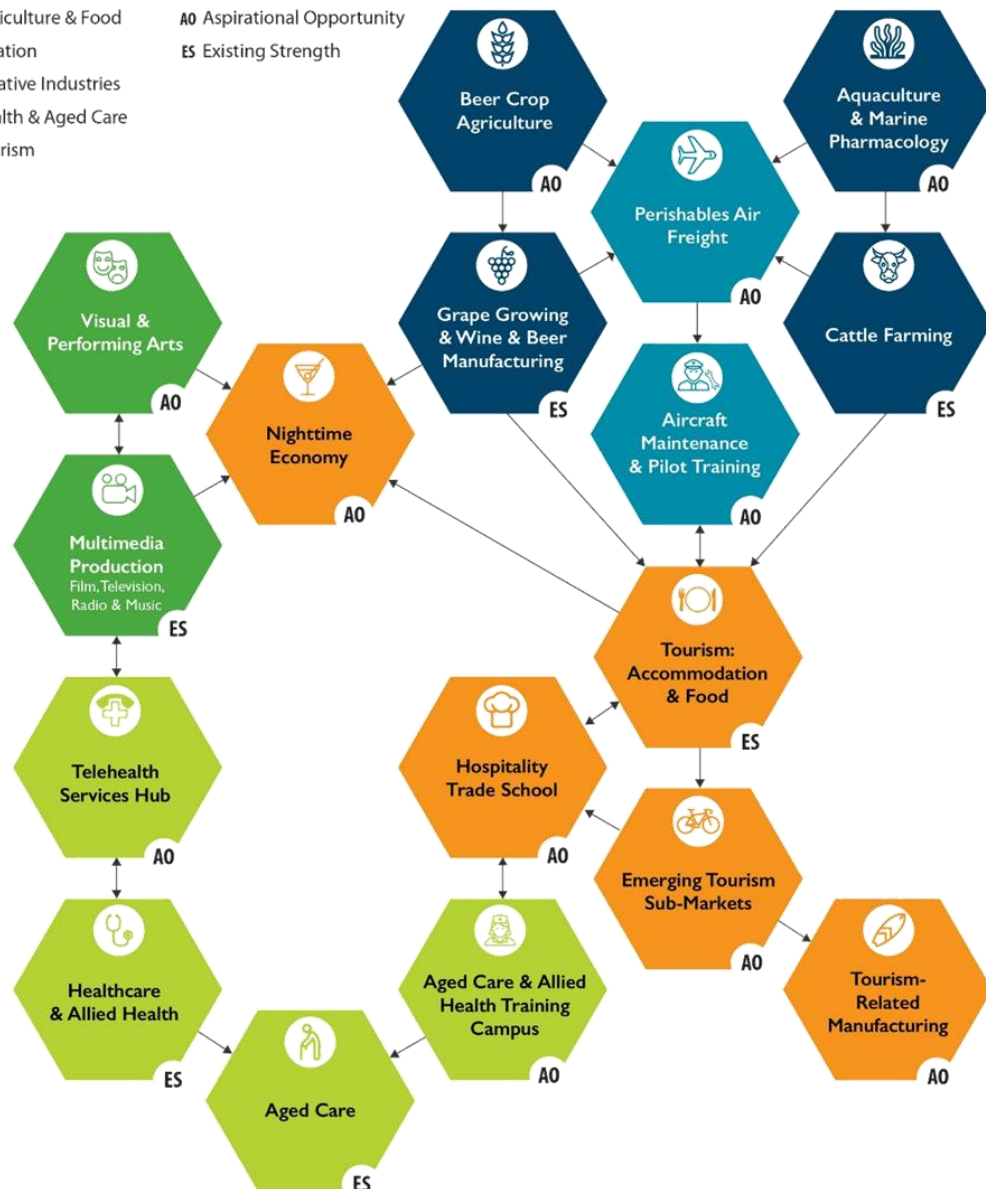 iculture & Food
ation
ative Industries
lth & Aged Care
rism
AO Aspirational Opportunity
ES Existing Strength
Beer Crop
Agriculture
AO
Aquaculture
& Marine
Pharmacology
AO
Perishables Air
Freight
AO
Visual &
Performing Arts
AO
Grape Growing
& Wine & Beer
Manufacturing
ES
Cattle Farming
ES
Nighttime
Economy
AO
Aircraft
Maintenance
& Pilot Training
AO
Multimedia
Production
Film, Television,
Radio & Music
ES
Tourism:
Accommodation
& Food
ES
Telehealth
Services Hub
AO
Hospitality
Trade School
AO
Emerging Tourism
Sub-Markets
AO
Healthcare
& Allied Health
ES
Aged Care & Allied
Health Training
Campus
AO
Tourism-
Related
Manufacturing
AO
Aged Care
ES